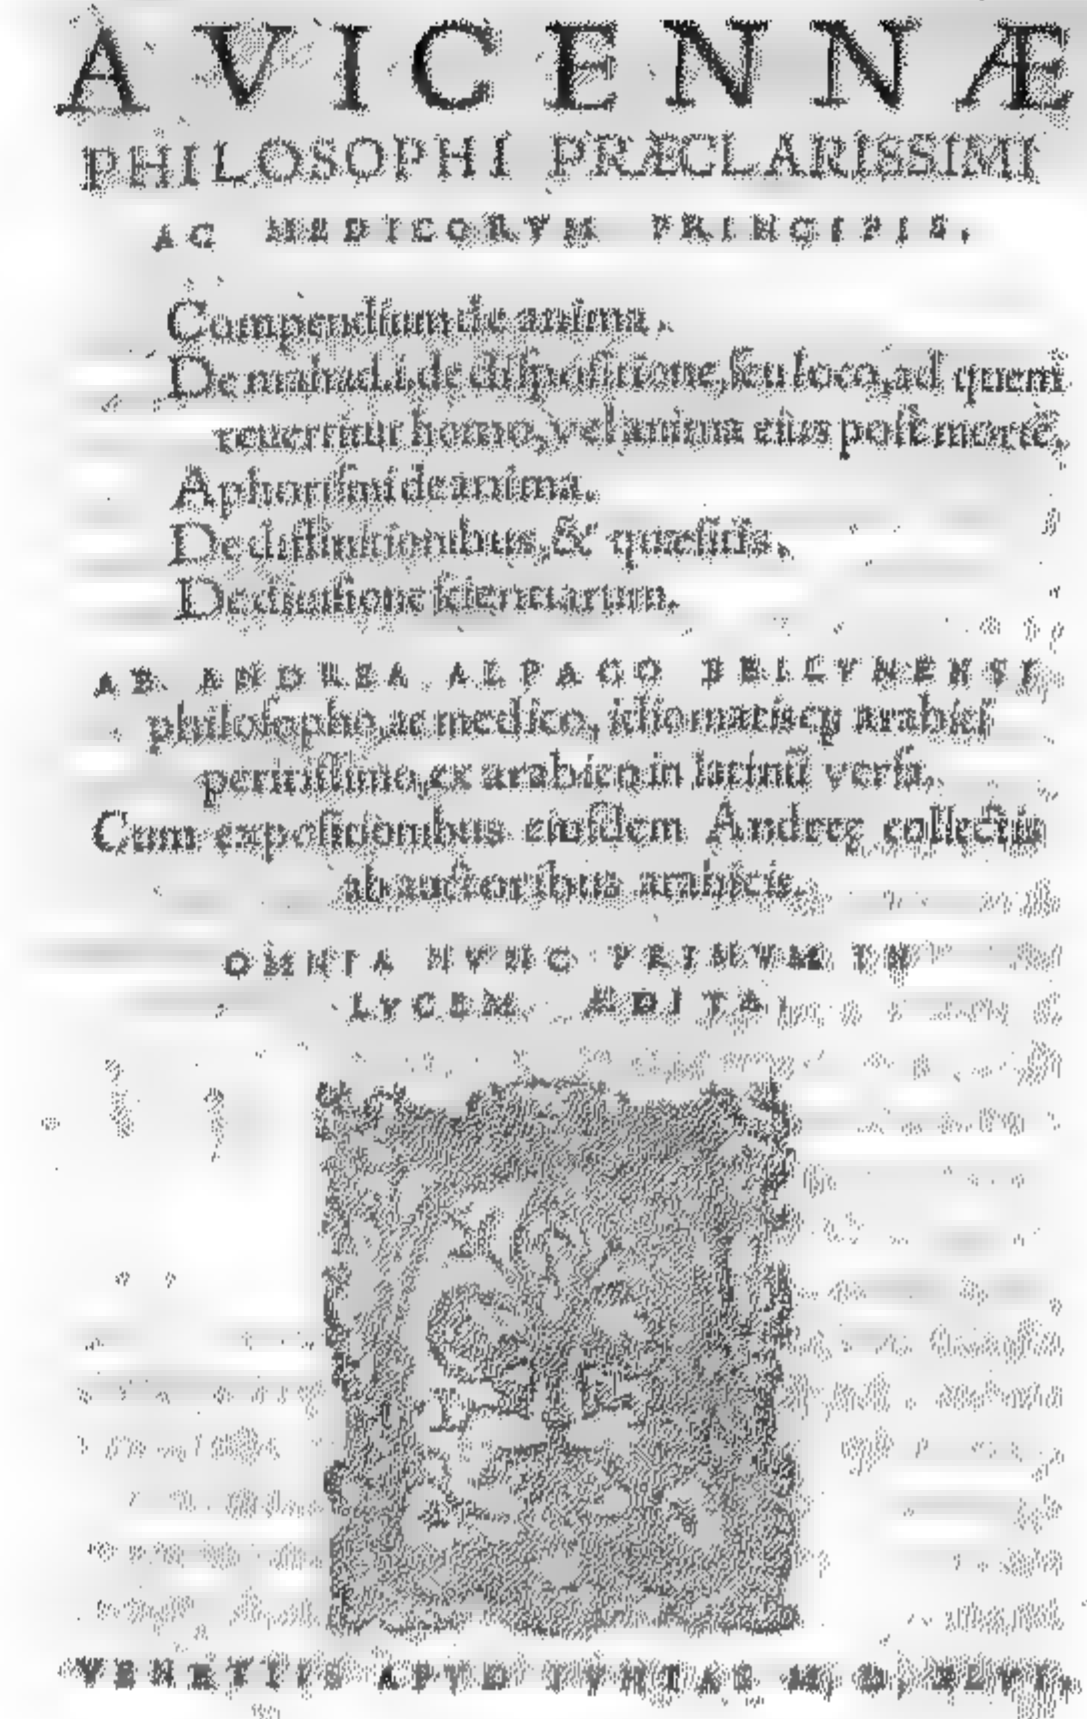 AVICENNÆ
PHILOSOPHI PRÆCLARISSIMI
AC MEDICORVM PRINCIPIS.
Compendium de anima.
De mahad.i.de diſpoſitione,ſeu loco,ad quem
reuertitur homo,vel anima eius poſt mortē,
Aphoriſmi de anima.
De diffinitionibus,& quæſitis.
De diuiſione ſcientiarum.
AB ANDREA ALPAGO BELLVNENSI
philoſopho,ac medico, idiomatisq; arabici
peritiſſimo,ex arabico in latinū verſa.
Cum expoſitionibus eiuſdem Andreę collectis
ab auctoribus arabicis.
OMNIA NVNC PRIMVM IN
LVCEM ÆDITA.
VENETIIS APVD IVNTAS M, D, XLVI.